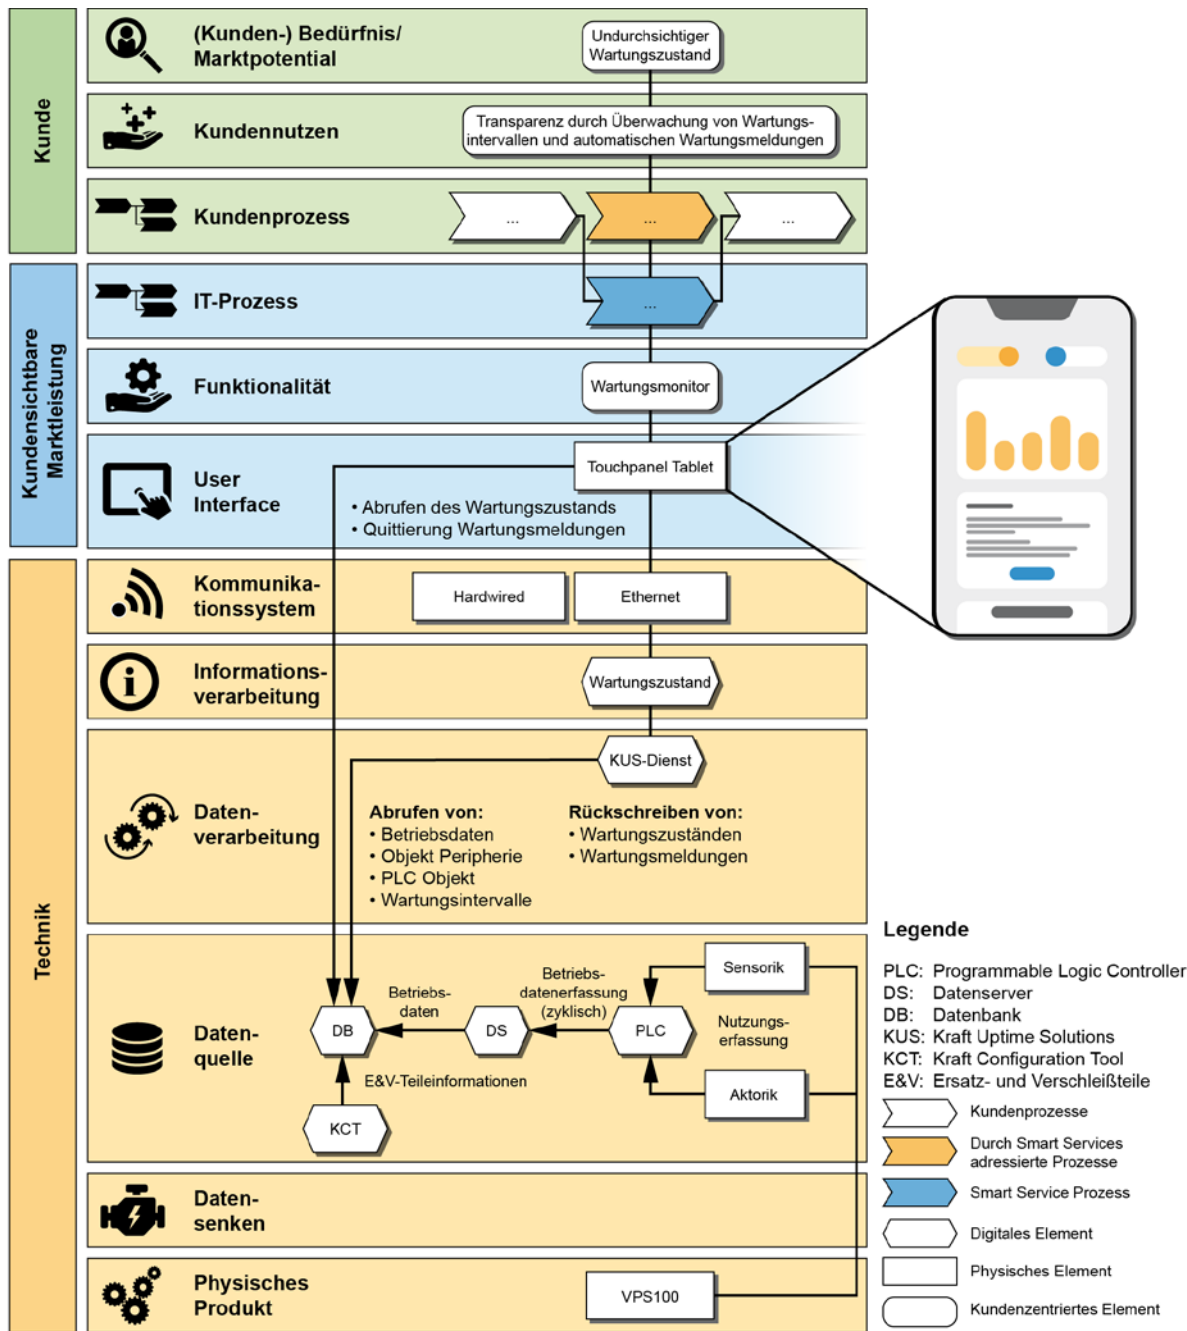 Kunde
(Kunden-) Bedürfnis/
Marktpotential
Undurchsichtiger
Wartungszustand
Kundennutzen
Transparenz durch Überwachung von Wartungs-
intervallen und automatischen Wartungsmeldungen
Kundenprozess
...
...
...
Kundensichtbare
Marktleistung
IT-Prozess
...
Funktionalität
Wartungsmonitor
User
Interface
Touchpanel Tablet
• Abrufen des Wartungszustands
• Quittierung Wartungsmeldungen
Technik
Kommunika-
tionssystem
Hardwired
Ethernet
Informations-
verarbeitung
Wartungszustand
Daten-
verarbeitung
KUS-Dienst
Abrufen von:
• Betriebsdaten
• Objekt Peripherie
• PLC Objekt
• Wartungsintervalle
Rückschreiben von:
• Wartungszuständen
• Wartungsmeldungen
Daten-
quelle
DB
Betriebs-
daten
DS
Betriebs-
datenerfassung
(zyklisch)
PLC
Sensorik
Nutzungs-
erfassung
Aktorik
E&V-Teileinformationen
KCT
Daten-
senken
Physisches
Produkt
VPS100
Legende
PLC: Programmable Logic Controller
DS: Datenserver
DB: Datenbank
KUS: Kraft Uptime Solutions
KCT: Kraft Configuration Tool
E&V: Ersatz- und Verschleißteile
Kundenprozesse
Durch Smart Services
adressierte Prozesse
Smart Service Prozess
Digitales Element
Physisches Element
Kundenzentriertes Element